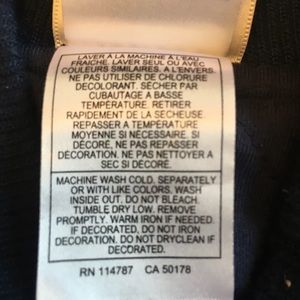 LAVER À LA MACHINE À L'EAU
FRAICHE. LAVER SEUL OU AVEC
COULEURS SIMILAIRES. A L'ENVERS.
NE PAS UTILISER DE CHLORURE
DECOLORANT. SÉCHER PAR
CUBAUTAGE A BASSE
TEMPÉRATURE. RETIRER
RAPIDEMENT DE LA SÉCHEUSE.
REPASSER A TEMPÉRATURE
MOYENNE SI NÉCESSAIRE. SI
DÉCORÉ, NE PAS REPASSER
DÉCORATION. NE PAS NETTOYER A
SEC SI DÉCORÉ.
MACHINE WASH COLD, SEPARATELY
OR WITH LIKE COLORS, WASH
INSIDE OUT. DO NOT BLEACH.
TUMBLE DRY LOW. REMOVE
PROMPTLY. WARM IRON IF NEEDED.
IF DECORATED, DO NOT IRON
DECORATION. DO NOT DRYCLEAN IF
DECORATED.
RN 114787 CA 50178